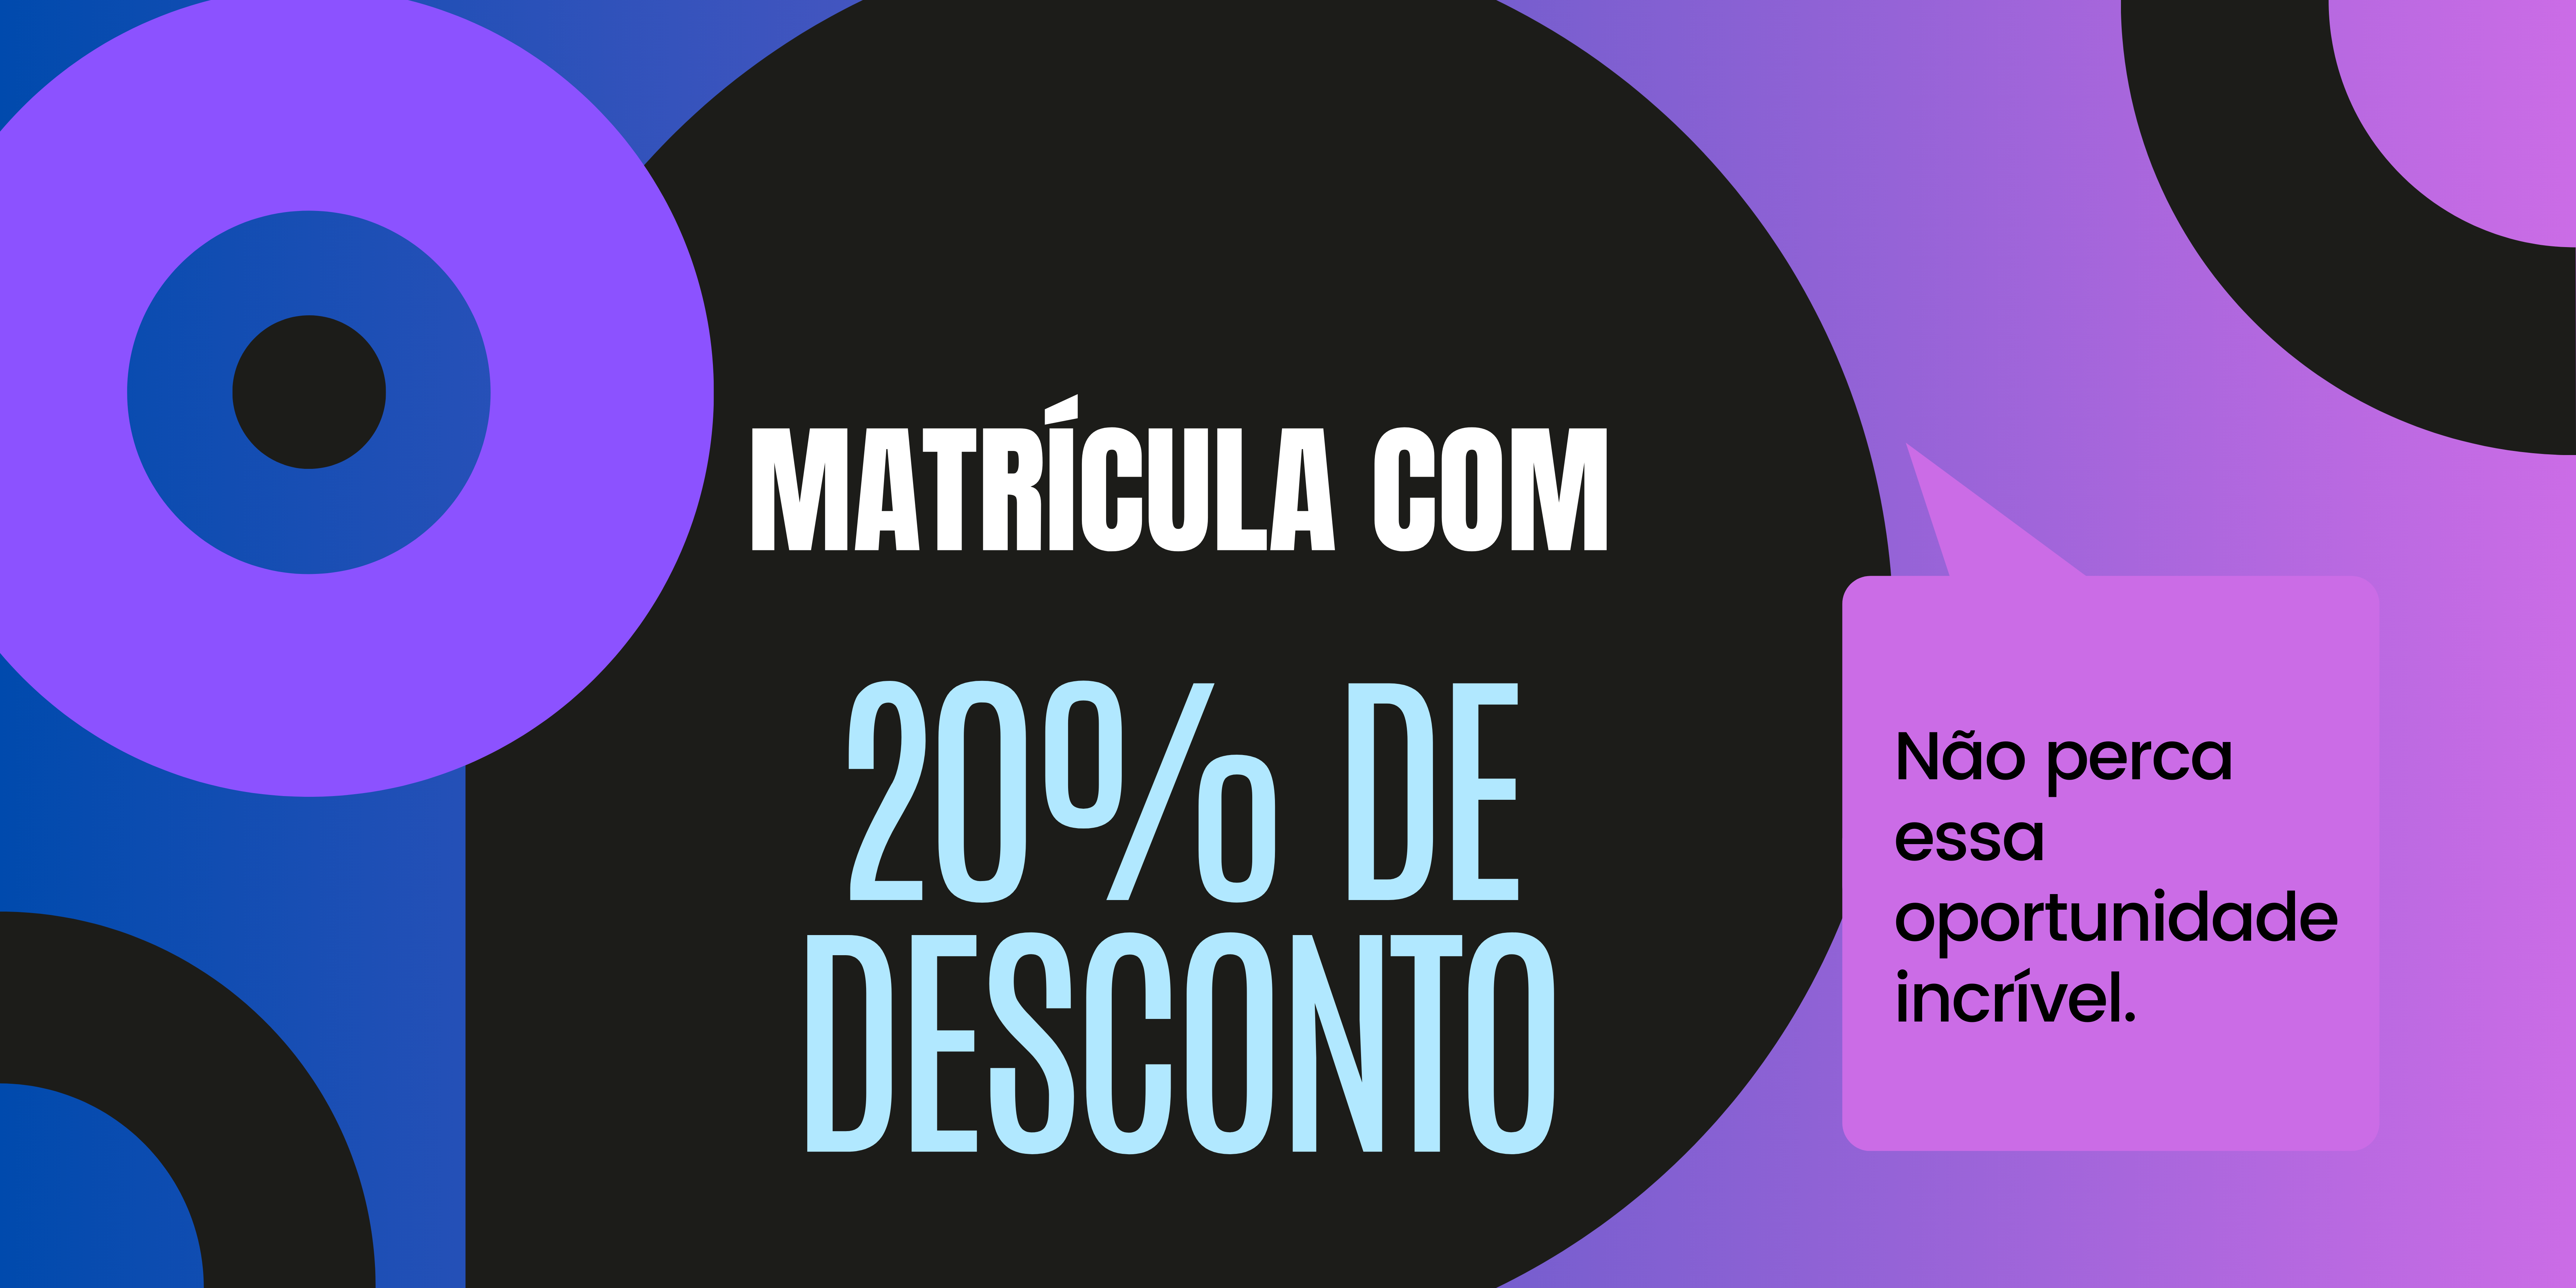 MATRÍCULA COM
20% DE
DESCONTO
Não perca
essa
oportunidade
incrível.